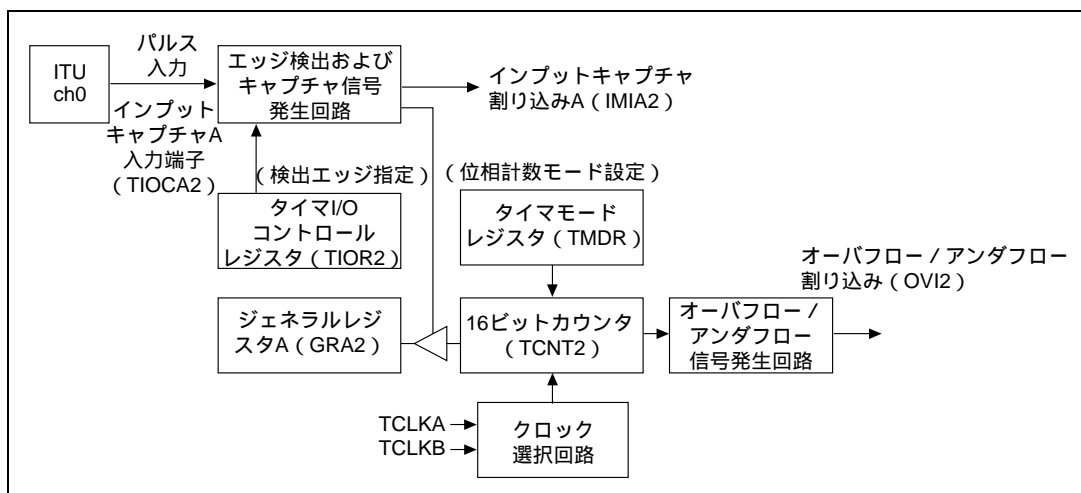 ITU
ch0
パルス
入力
インプット
キャプチャA
入力端子
（TIOCA2）
エッジ検出および
キャプチャ信号
発生回路
インプットキャプチャ
割り込みA（IMIA2）
（検出エッジ指定）
タイマI/O
コントロール
レジスタ（TIOR2）
（位相計数モード設定）
タイマモード
レジスタ（TMDR）
ジェネラルレジ
スタA（GRA2）
16ビットカウンタ
（TCNT2）
オーバフロー /
アンダフロー
信号発生回路
オーバフロー / アンダフロー
割り込み（OVI2）
TCLKA
TCLKB
クロック
選択回路